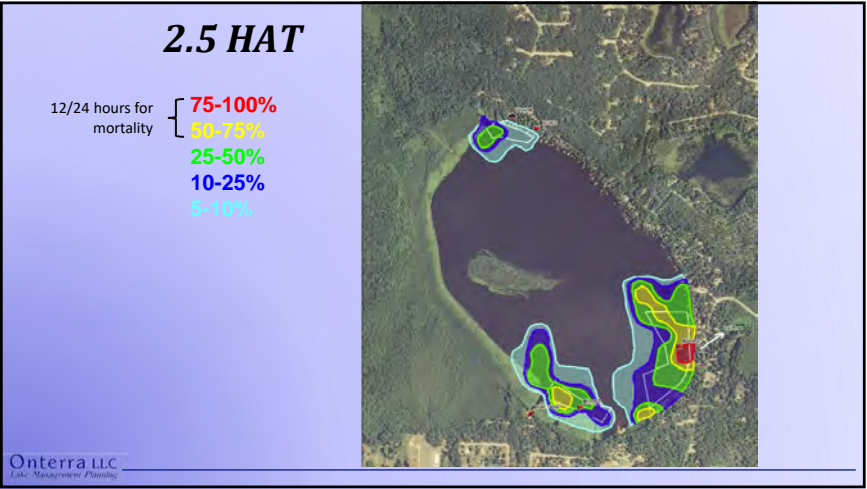 2.5 HAT
12/24 hours for
mortality
75-100%
50-75%
25-50%
10-25%
5-10%
Onterra LLC
Lake Management Planning